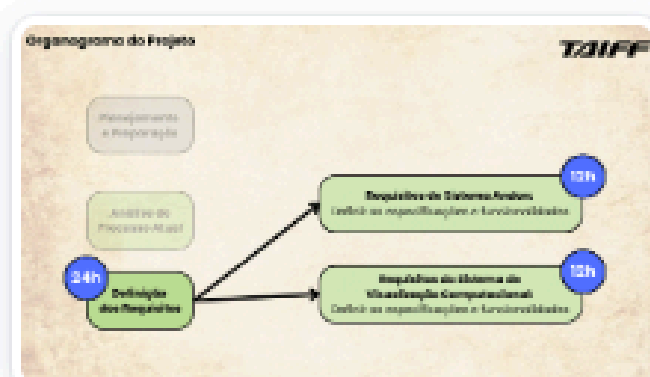 Organograma do Projeto
TAIFF
Planejamento
e Preparação
Análise do
Processo Atual
24h
Definição
dos Requisitos
12h
Requisitos do Sistema Andon
Definir as especificações e funcionalidades
12h
Requisitos do Sistema de
Visualização Computacional
Definir as especificações e funcionalidades